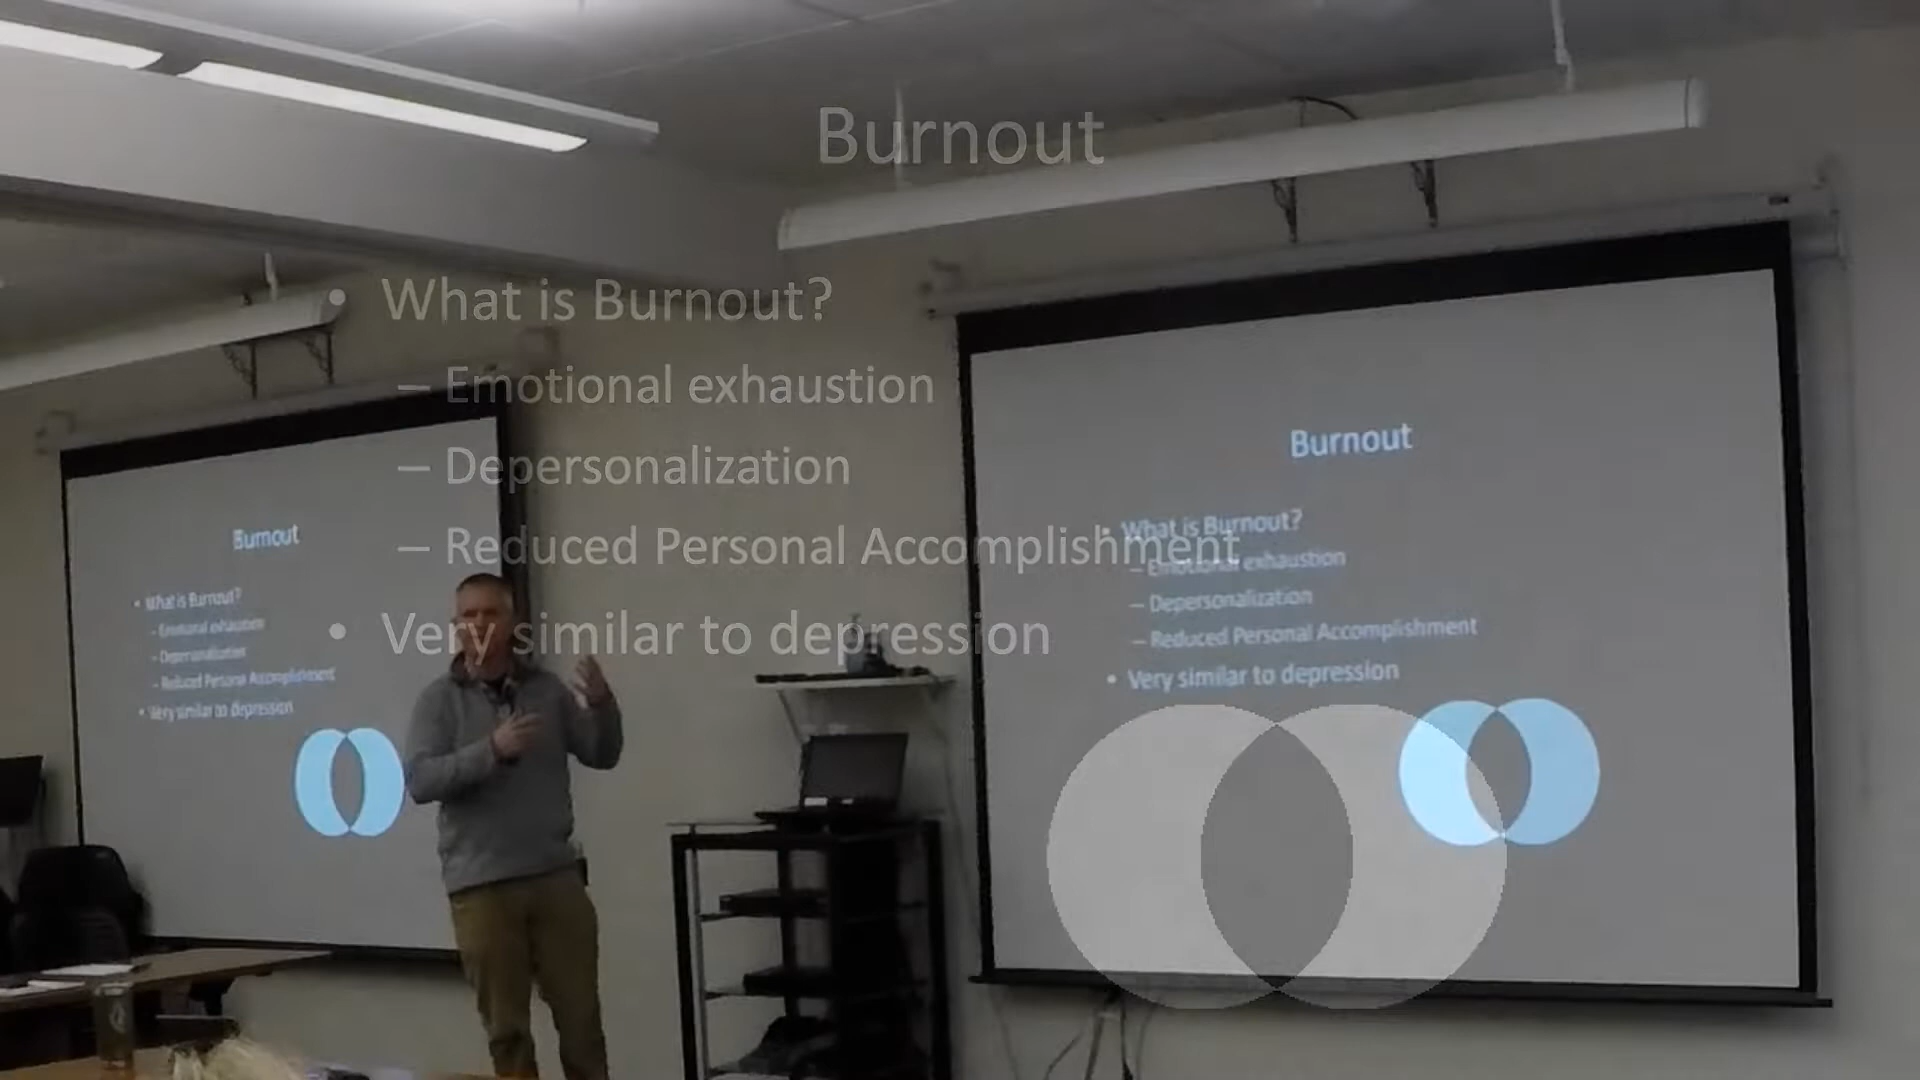 Burnout
• What is Burnout?
– Emotional exhaustion
– Depersonalization
– Reduced Personal Accomplishment
• Very similar to depression
Burnout
• What is Burnout?
– Emotional exhaustion
– Depersonalization
– Reduced Personal Accomplishment
• Very similar to depression
Burnout
• What is Burnout?
– Emotional exhaustion
– Depersonalization
– Reduced Personal Accomplishment
• Very similar to depression